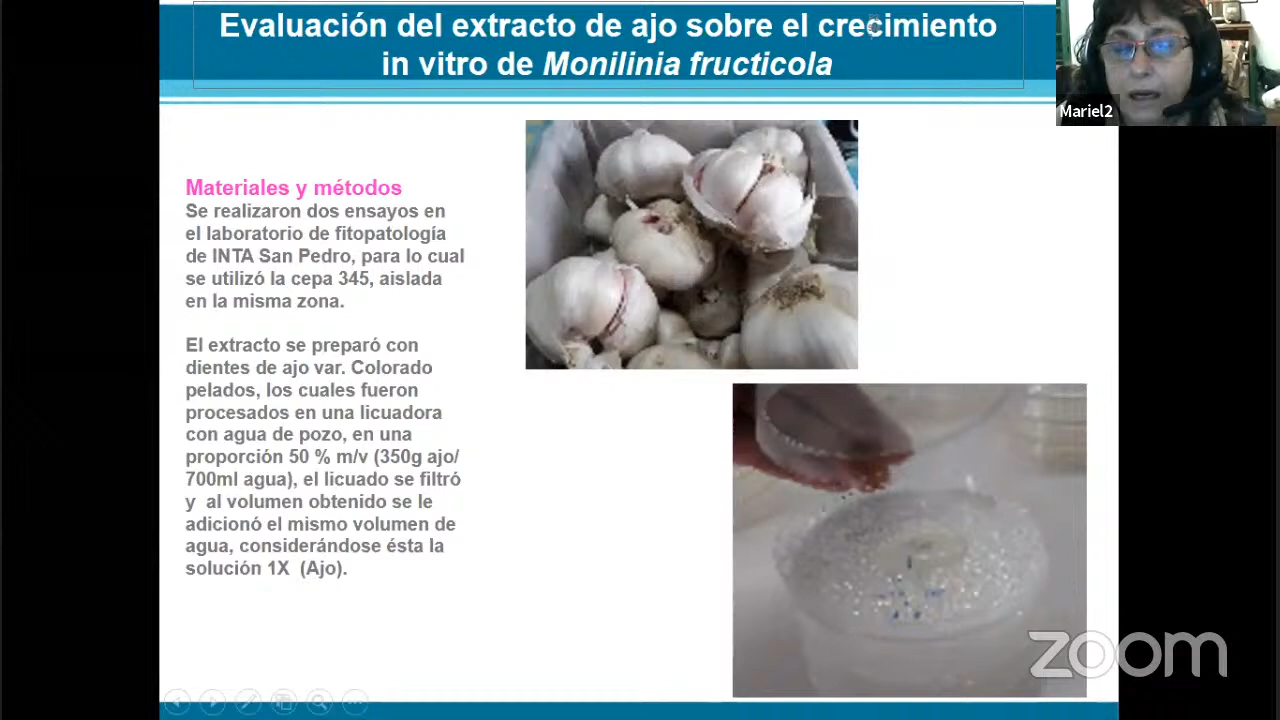 Evaluación del extracto de ajo sobre el crecimiento
in vitro de Monilinia fructicola
Mariel2
Materiales y métodos
Se realizaron dos ensayos en
el laboratorio de fitopatología
de INTA San Pedro, para lo cual
se utilizó la cepa 345, aislada
en la misma zona.
El extracto se preparó con
dientes de ajo var. Colorado
pelados, los cuales fueron
procesados en una licuadora
con agua de pozo, en una
proporción 50 % m/v (350g ajo/
700ml agua), el licuado se filtró
y al volumen obtenido se le
adicionó el mismo volumen de
agua, considerándose ésta la
solución 1X (Ajo).
zoom